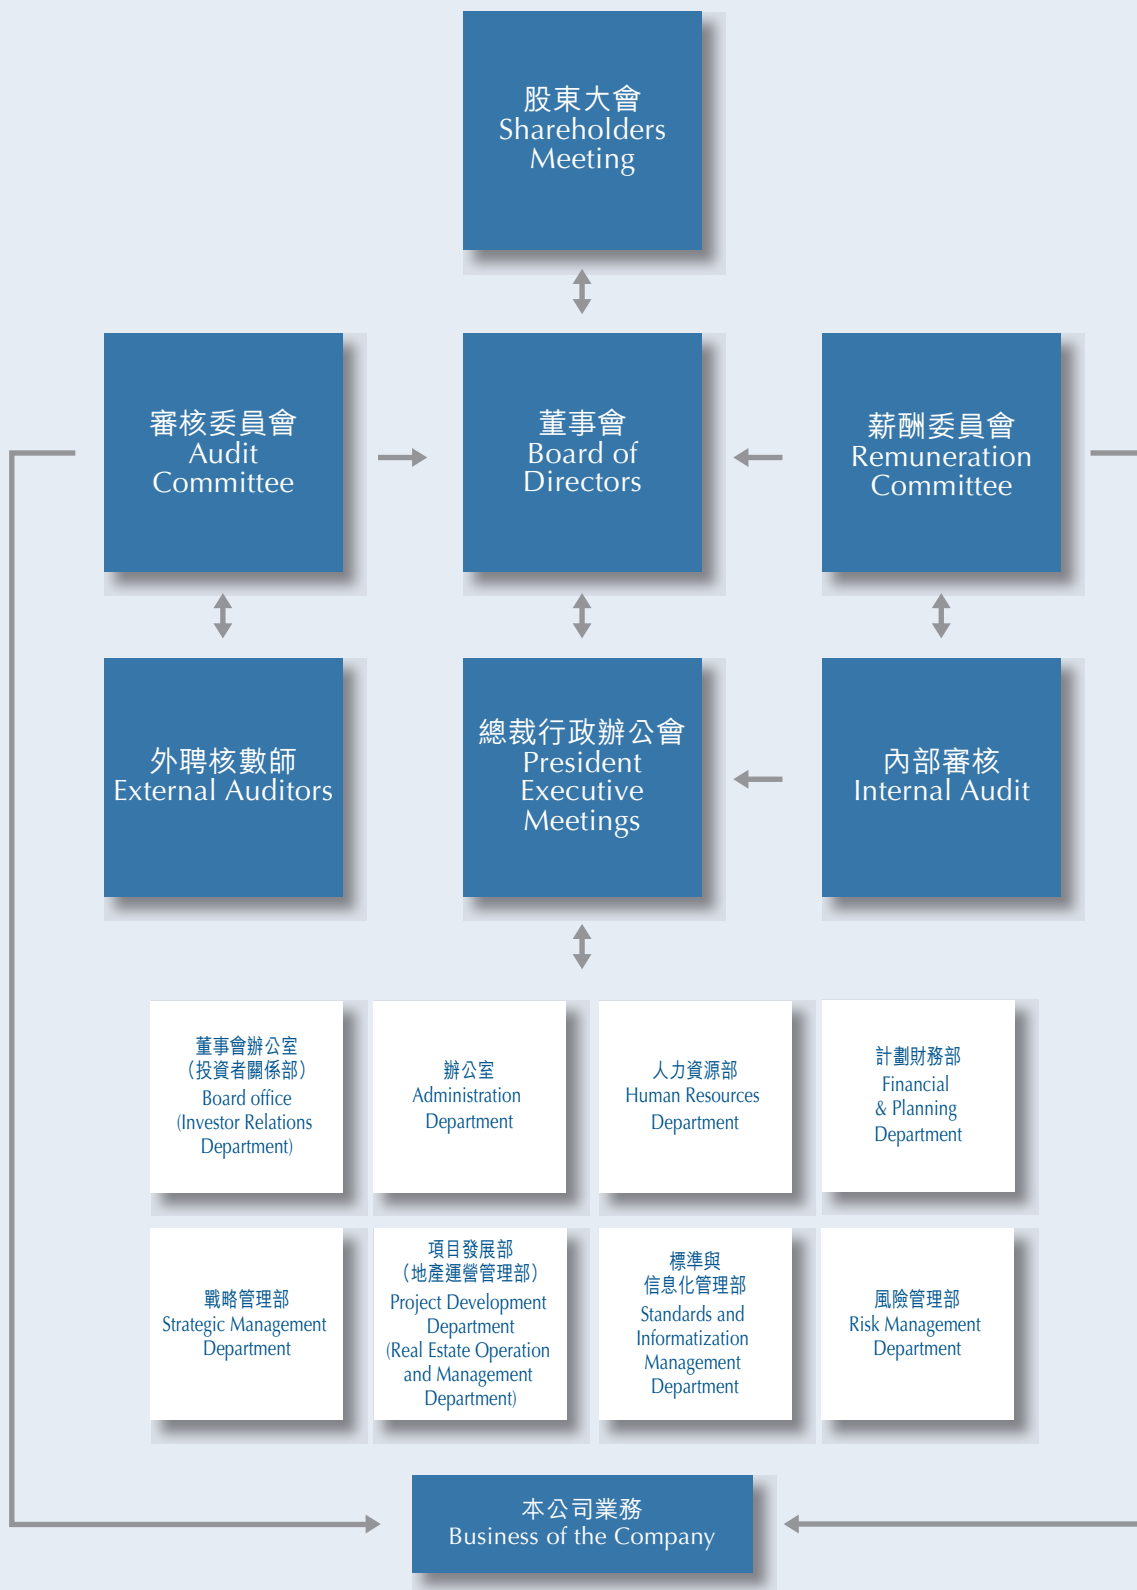 股東大會
Shareholders
Meeting
審核委員會
Audit
Committee
董事會
Board of
Directors
薪酬委員會
Remuneration
Committee
外聘核數師
External Auditors
總裁行政辦公會
President
Executive
Meetings
內部審核
Internal Audit
董事會辦公室
（投資者關係部）
Board office
(Investor Relations
Department)
辦公室
Administration
Department
人力資源部
Human Resources
Department
計劃財務部
Financial
& Planning
Department
戰略管理部
Strategic Management
Department
項目發展部
（地產運營管理部）
Project Development
Department
(Real Estate Operation
and Management
Department)
標準與
信息化管理部
Standards and
Informatization
Management
Department
風險管理部
Risk Management
Department
本公司業務
Business of the Company